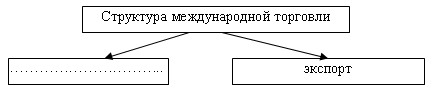 Структура международной торговли
……………………………..
экспорт